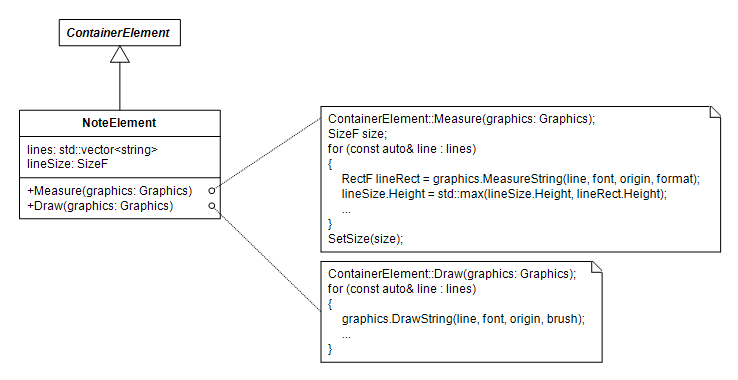 ContainerElement
NoteElement
lines: std::vector<string>
lineSize: SizeF
+Measure(graphics: Graphics)
+Draw(graphics: Graphics)
ContainerElement::Measure(graphics: Graphics);
SizeF size;
for (const auto& line : lines)
{
RectF lineRect = graphics.MeasureString(line, font, origin, format);
lineSize.Height = std::max(lineSize.Height, lineRect.Height);
...
}
SetSize(size);
ContainerElement::Draw(graphics: Graphics);
for (const auto& line : lines)
{
graphics.DrawString(line, font, origin, brush);
...
}